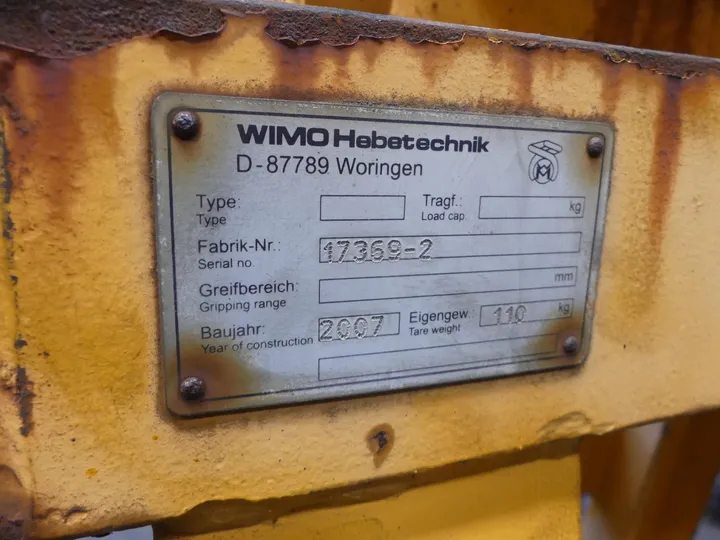 WIMO Hebetechnik
D-87789 Woringen
Type: Tragf.: kg
Type Load cap.
Fabrik-Nr.: 17369-2
Serial no.
Greifbereich: mm
Gripping range
Baujahr: 2007 Eigengew.: 110 kg
Year of construction Tare weight